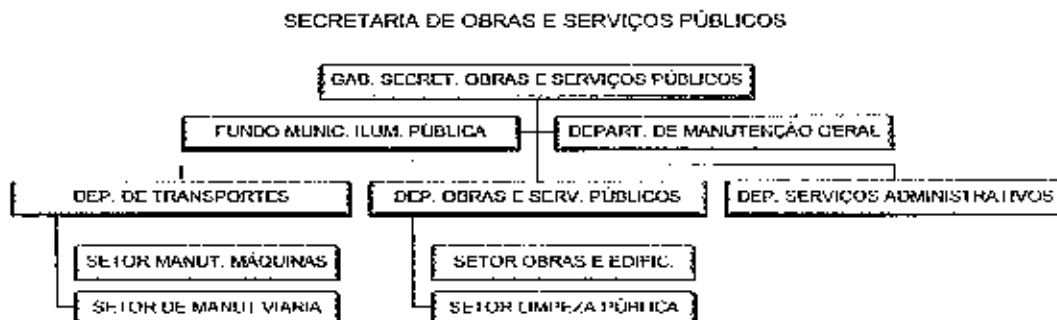 SECRETARIA DE OBRAS E SERVIÇOS PÚBLICOS
GAB. SECRET. OBRAS E SERVIÇOS PÚBLICOS
FUNDO MUNIC. ILUM. PÚBLICA
DEPART. DE MANUTENÇÃO GERAL
DEP. DE TRANSPORTES
DEP. OBRAS E SERV. PÚBLICOS
DEP. SERVIÇOS ADMINISTRATIVOS
SETOR MANUT. MÁQUINAS
SETOR OBRAS E EDIFIC.
SETOR DE MANUT VIARIA
SETOR LIMPEZA PÚBLICA